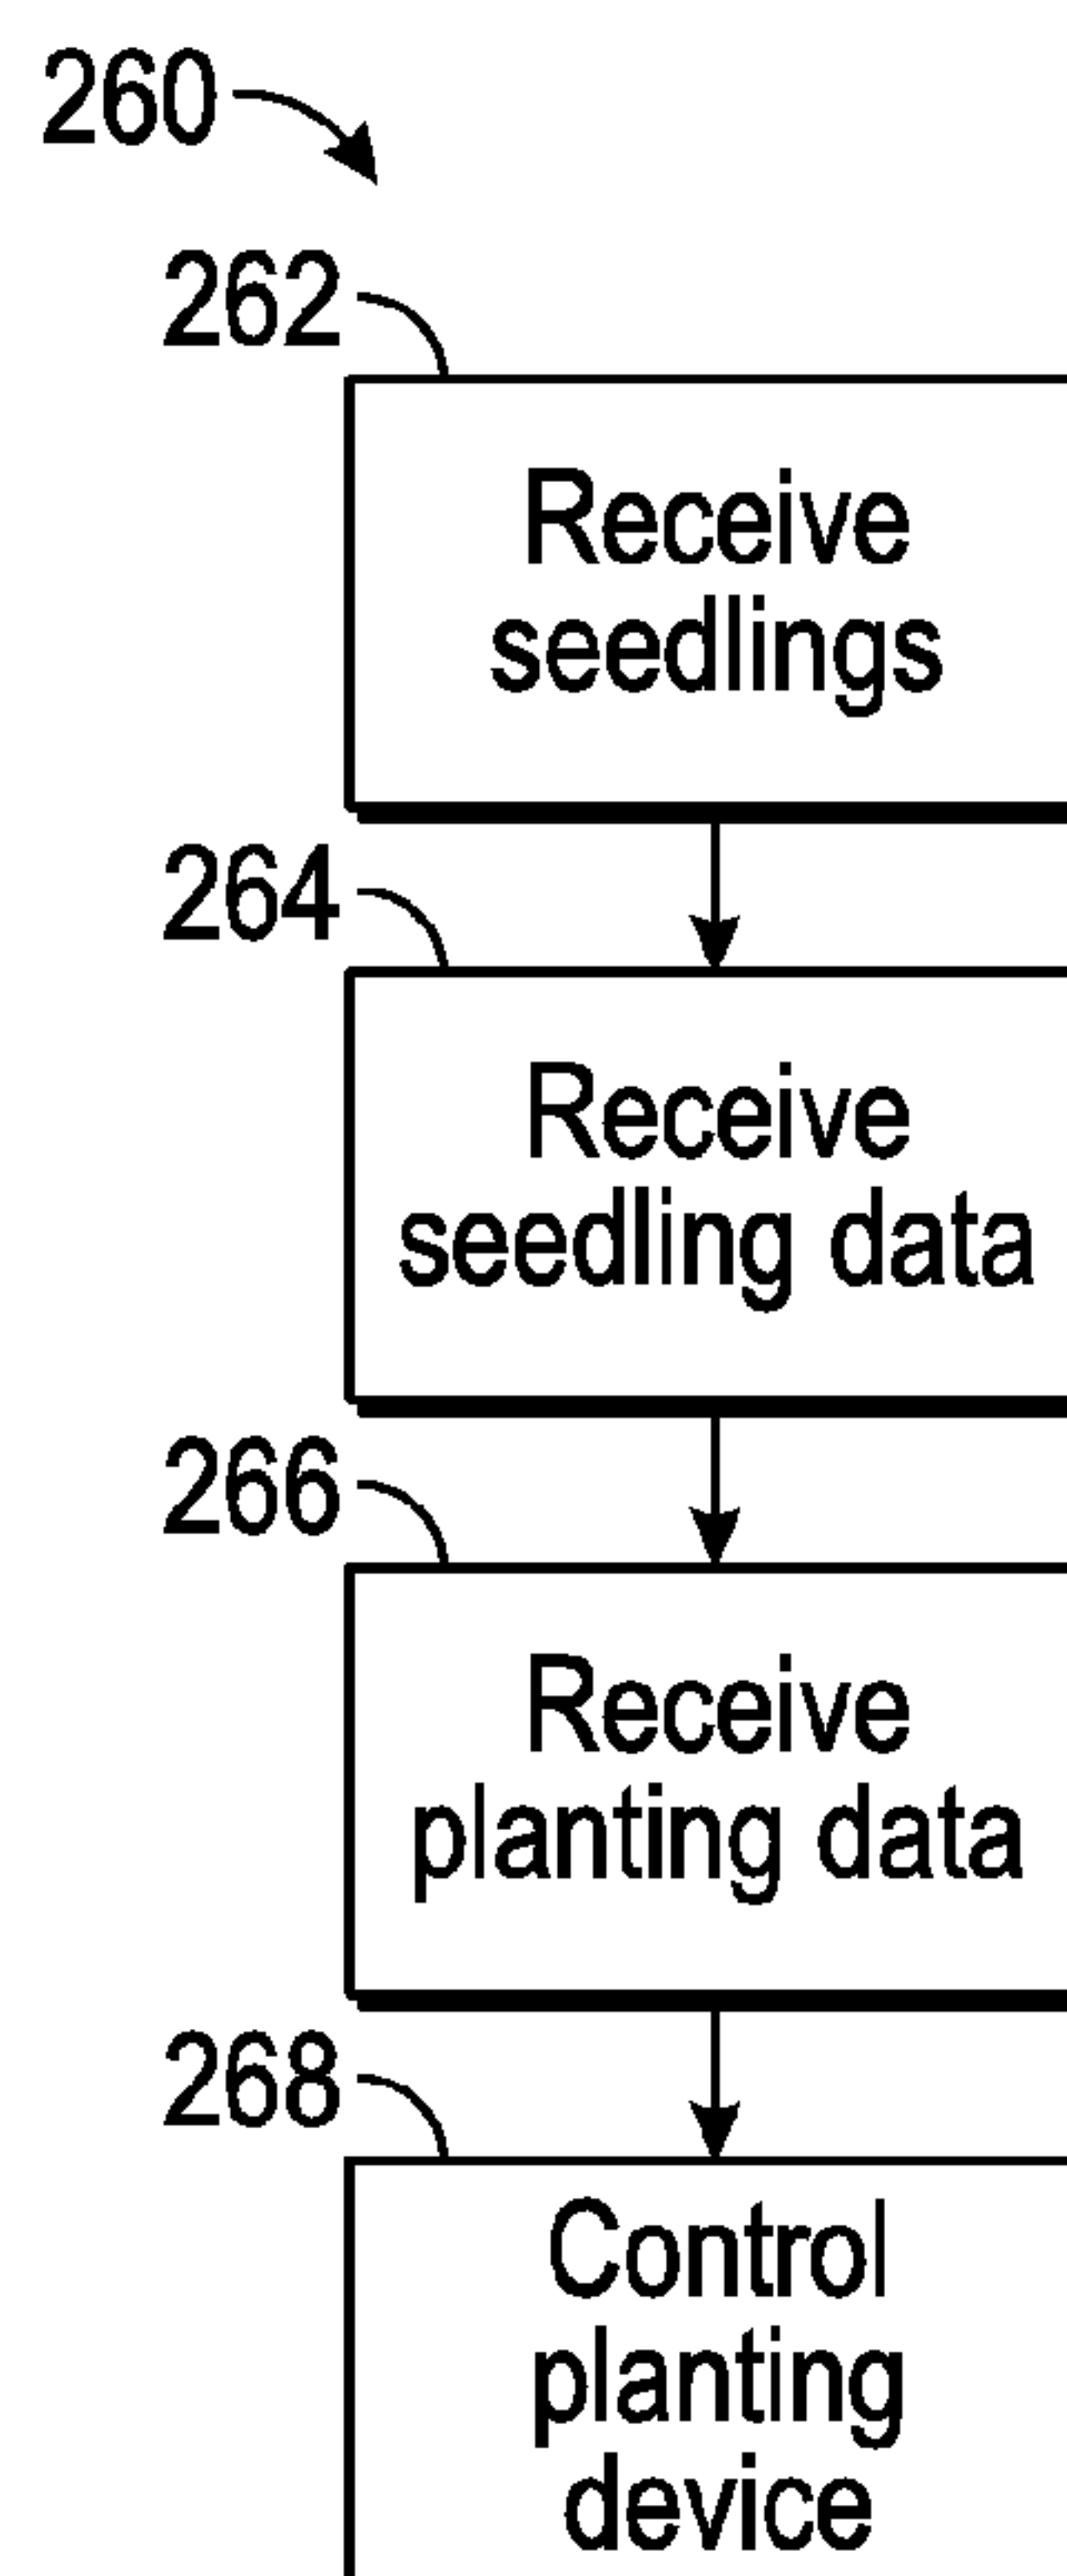 260
262
Receive
seedlings
264
Receive
seedling data
266
Receive
planting data
268
Control
planting
device